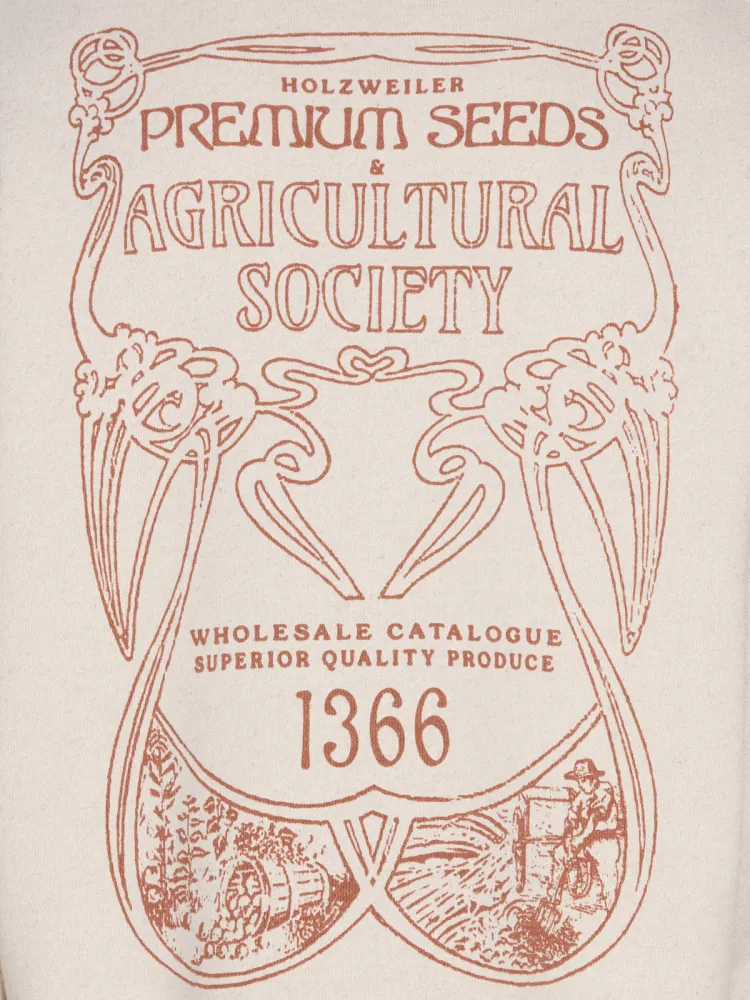 HOLZWEILER
PREMIUM SEEDS
&
AGRICULTURAL
SOCIETY
WHOLESALE CATALOGUE
SUPERIOR QUALITY PRODUCE
1366